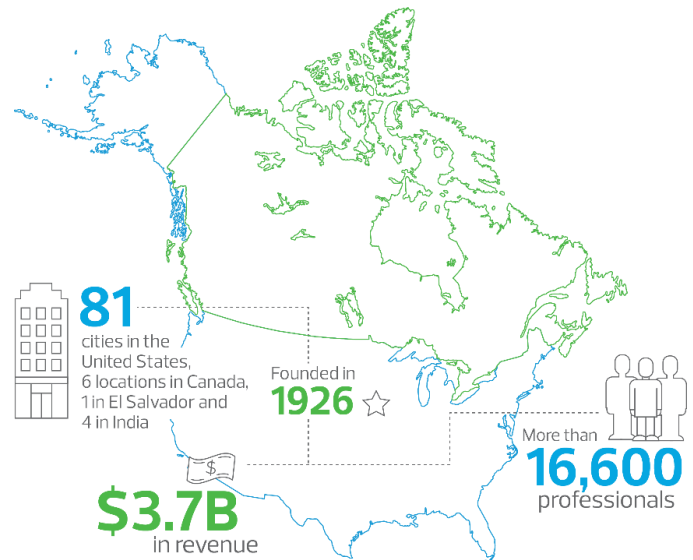 81
cities in the
United States,
6 locations in Canada,
1 in El Salvador and
4 in India
Founded in
1926
More than
16,600
professionals
$
$3.7B
in revenue